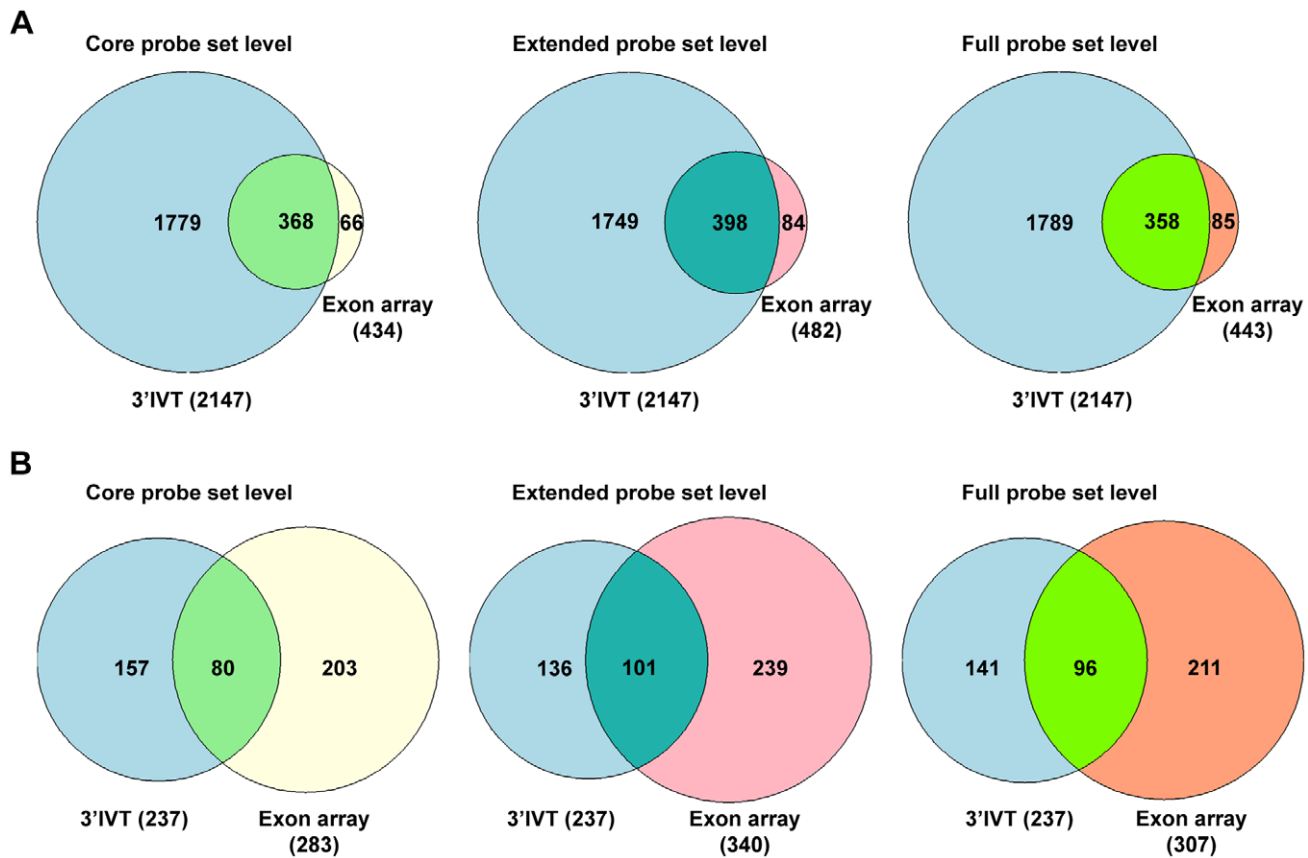 A
Core probe set level
Extended probe set level
Full probe set level
1779
368
66
1749
398
84
1789
358
85
Exon array
(434)
Exon array
(482)
Exon array
(443)
3'IVT (2147)
3'IVT (2147)
3'IVT (2147)
B
Core probe set level
Extended probe set level
Full probe set level
157
80
203
136
101
239
141
96
211
3'IVT (237)
Exon array
(283)
3'IVT (237)
Exon array
(340)
3'IVT (237)
Exon array
(307)